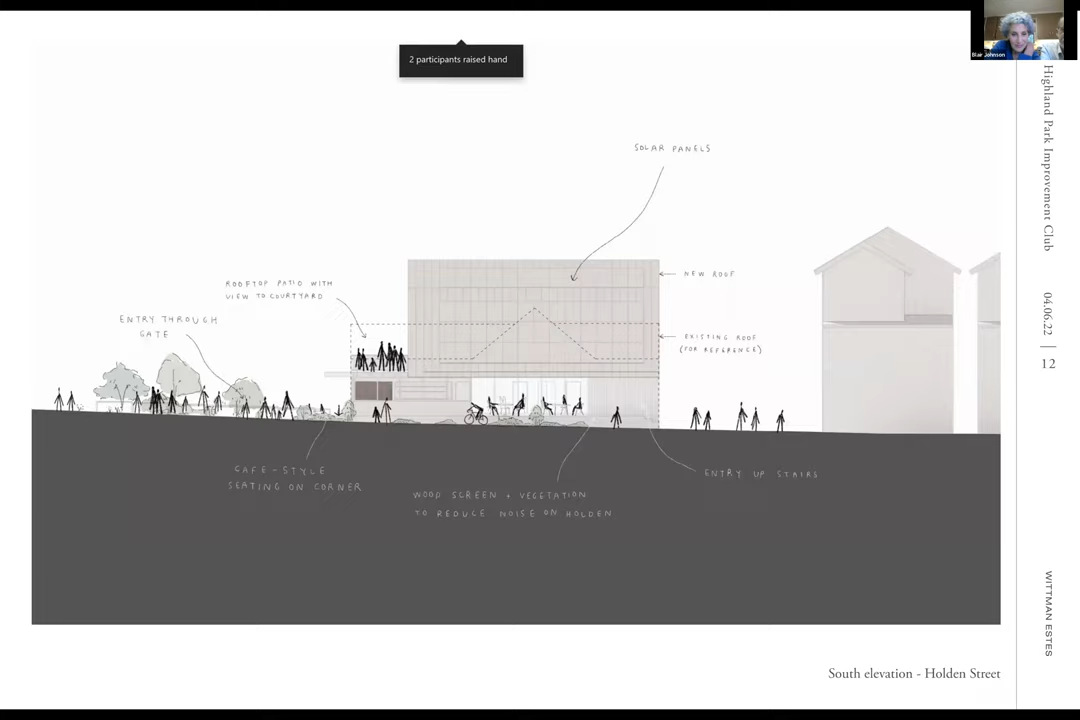 2 participants raised hand
Blair Johnson
Highland Park Improvement Club
04.06.22
12
SOLAR PANELS
NEW ROOF
ROOFTOP PATIO WITH
VIEW TO COURTYARD
ENTRY THROUGH
GATE
EXISTING ROOF
(FOR REFERENCE)
CAFE-STYLE
SEATING ON CORNER
WOOD SCREEN + VEGETATION
TO REDUCE NOISE ON HOLDEN
ENTRY UP STAIRS
WITTMAN ESTES
South elevation - Holden Street